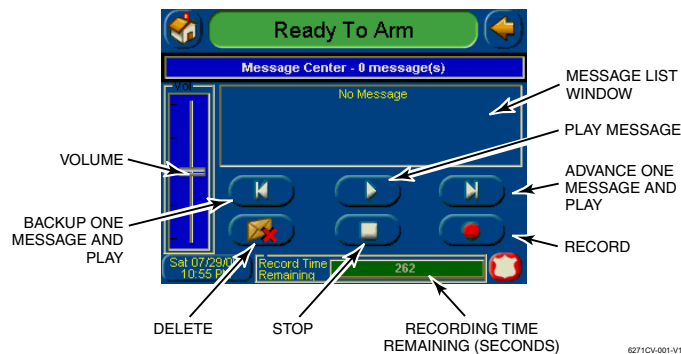 Ready To Arm
Message Center - 0 message(s)
Vol
No Message
MESSAGE LIST
WINDOW
PLAY MESSAGE
VOLUME
ADVANCE ONE
MESSAGE AND
PLAY
BACKUP ONE
MESSAGE AND
PLAY
RECORD
Sat 07/29/0
10:55 P
Record Time
Remaining
262
DELETE
STOP
RECORDING TIME
REMAINING (SECONDS)
6271CV-001-V1